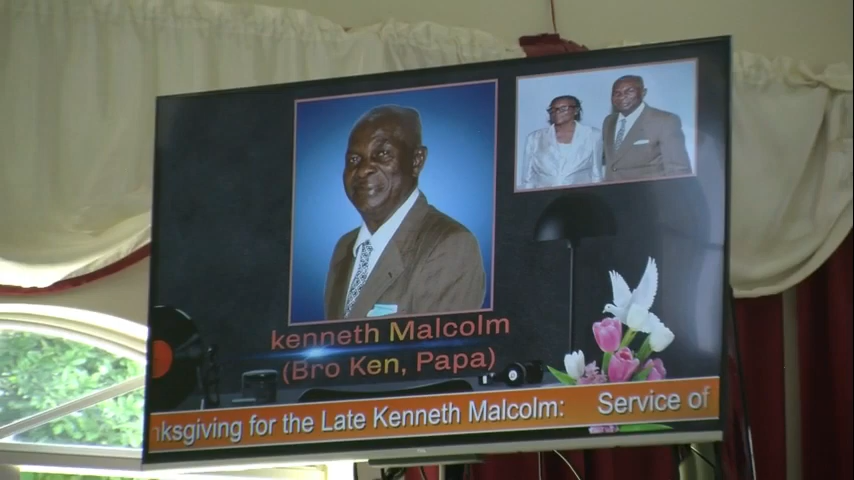 kenneth Malcolm
(Bro Ken, Papa)
ksgiving for the Late Kenneth Malcolm: Service of